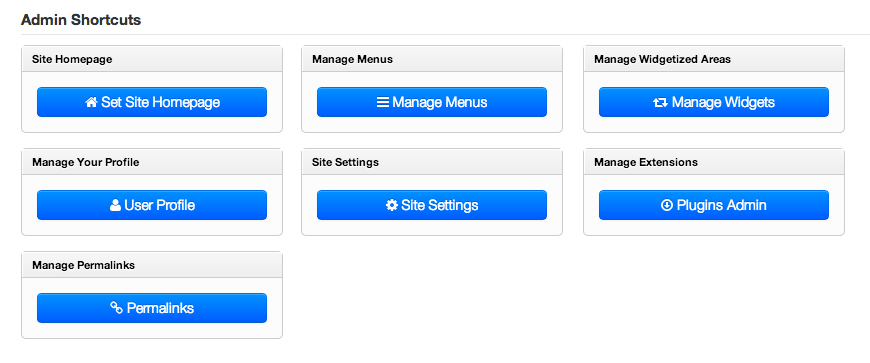 Admin Shortcuts
Site Homepage
Set Site Homepage
Manage Menus
Manage Menus
Manage Widgetized Areas
Manage Widgets
Manage Your Profile
User Profile
Site Settings
Site Settings
Manage Extensions
Plugins Admin
Manage Permalinks
Permalinks